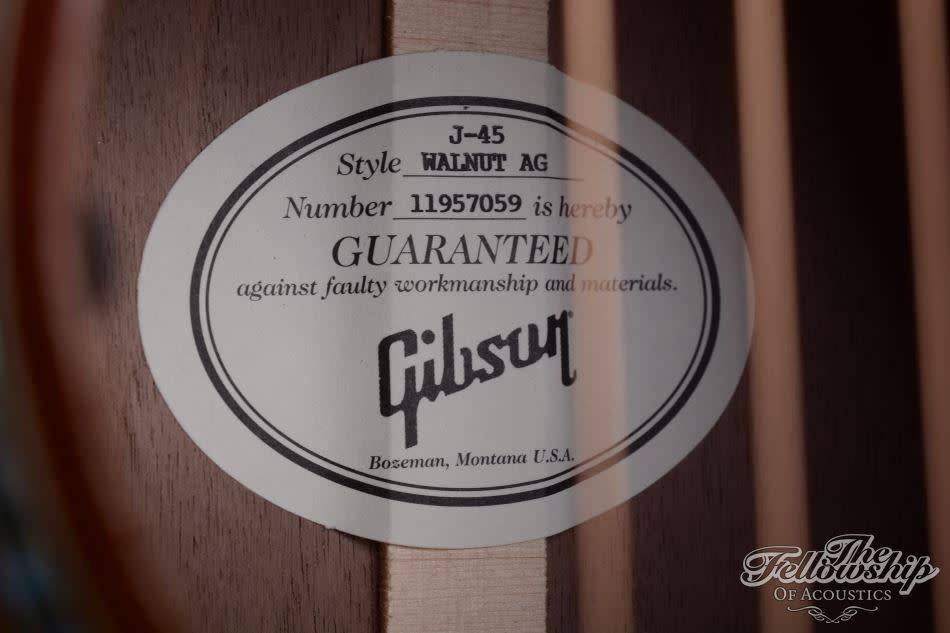 J-45
Style WALNUT AG
Number 11957059 is hereby
GUARANTEED
against faulty workmanship and materials.
Gibson
Bozeman, Montana U.S.A.
The
Fellowship
OF ACOUSTICS